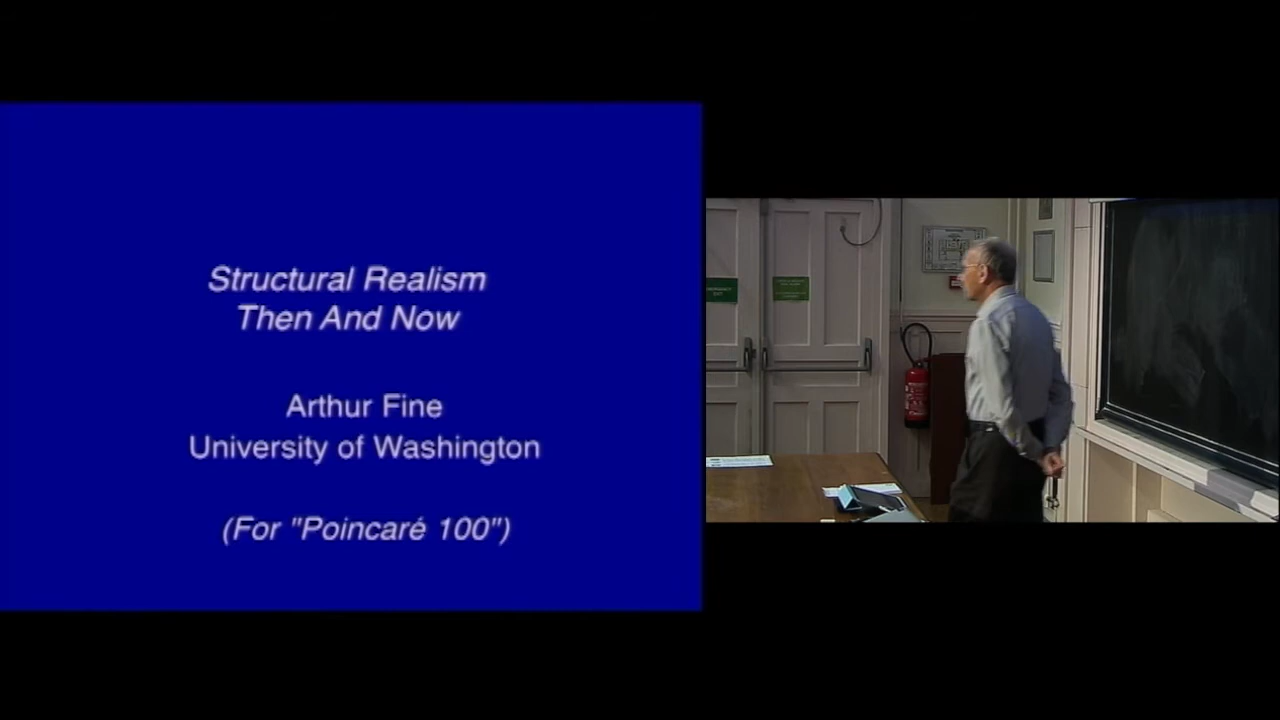 Structural Realism
Then And Now
Arthur Fine
University of Washington
(For "Poincaré 100")